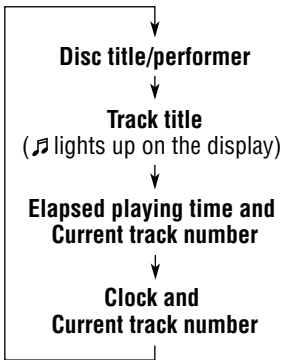 Disc title/performer
Track title
(♬ lights up on the display)
Elapsed playing time and
Current track number
Clock and
Current track number